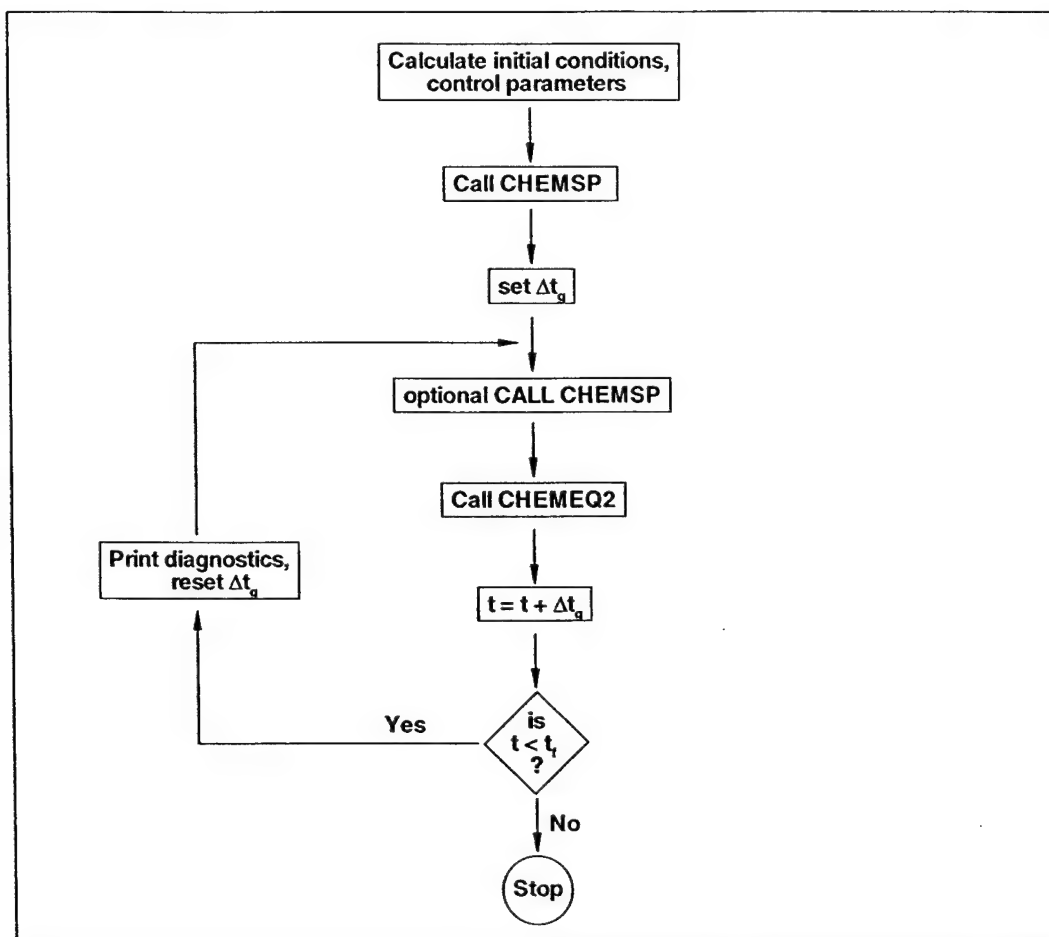 Calculate initial conditions,
control parameters
Call CHEMSP
set Δt_g
optional CALL CHEMSP
Call CHEMEQ2
Print diagnostics,
reset Δt_g
t = t + Δt_g
is
t < t_f
?
Yes
No
Stop